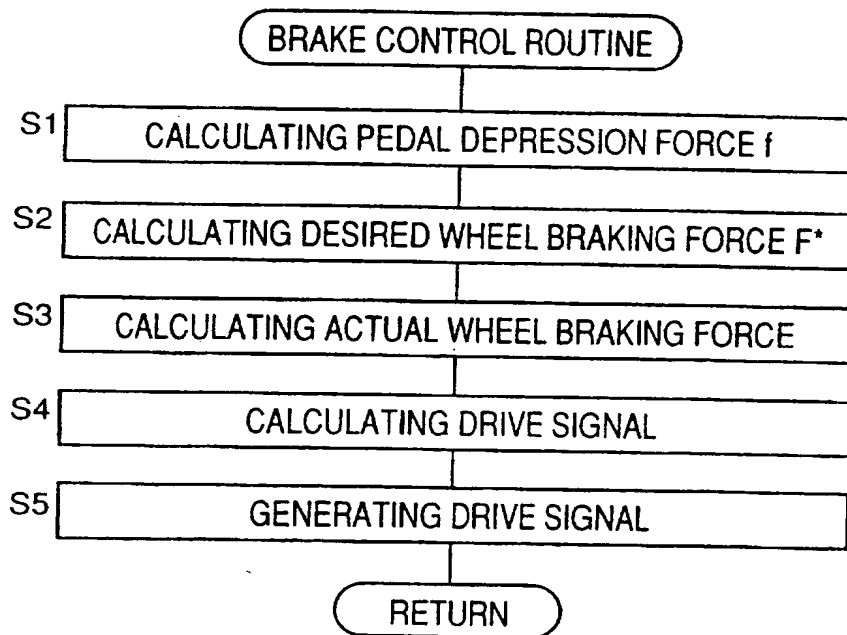 BRAKE CONTROL ROUTINE
S1 CALCULATING PEDAL DEPRESSION FORCE f
S2 CALCULATING DESIRED WHEEL BRAKING FORCE F*
S3 CALCULATING ACTUAL WHEEL BRAKING FORCE
S4 CALCULATING DRIVE SIGNAL
S5 GENERATING DRIVE SIGNAL
RETURN